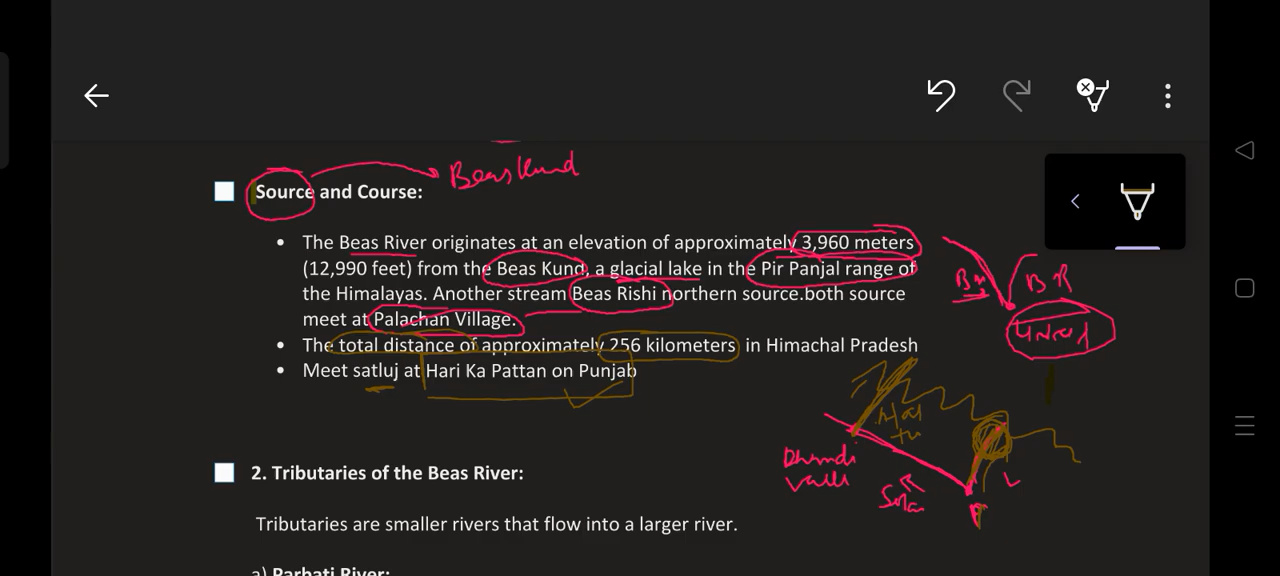 Beas Kund
Source and Course:
• The Beas River originates at an elevation of approximately 3,960 meters
(12,990 feet) from the Beas Kund, a glacial lake in the Pir Panjal range of
the Himalayas. Another stream Beas Rishi northern source.both source
meet at Palachan Village.
BR
• The total distance of approximately 256 kilometers in Himachal Pradesh
• Meet satluj at Hari Ka Pattan on Punjab
Dhundi
L
P
2. Tributaries of the Beas River:
Tributaries are smaller rivers that flow into a larger river.
a) Parbati River: